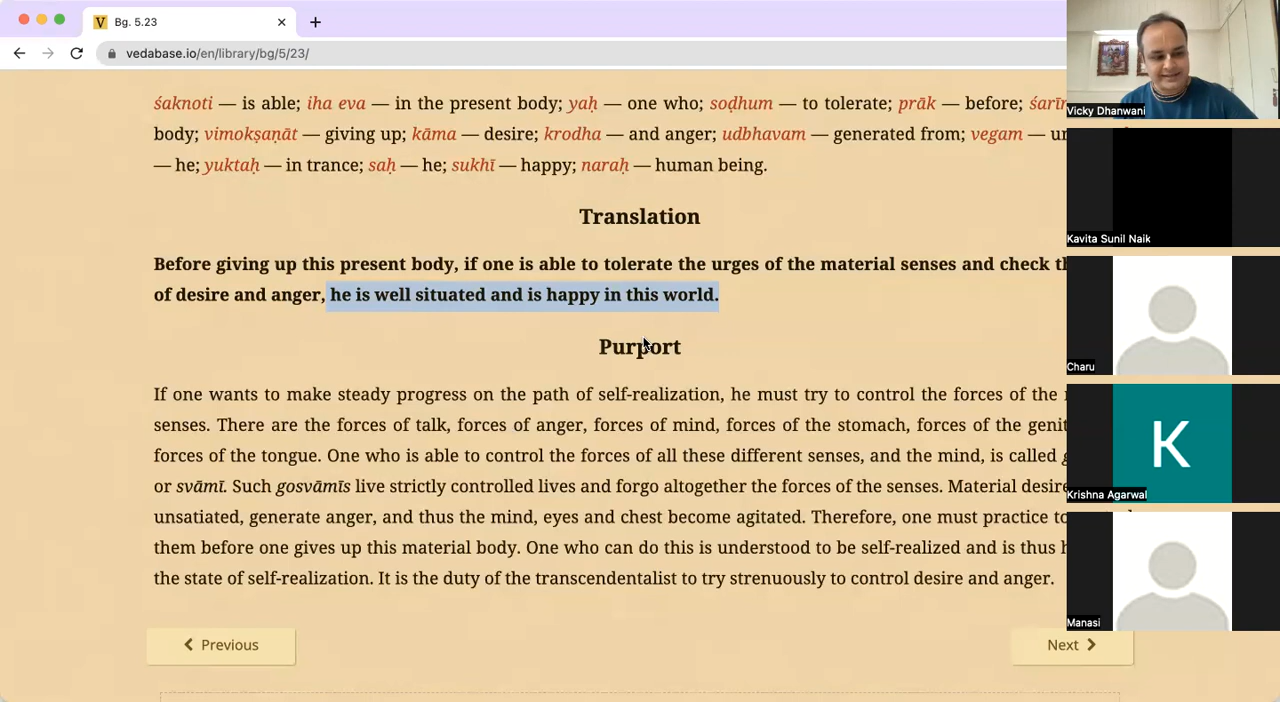 V Bg. 5.23
vedabase.io/en/library/bg/5/23/
śaknoti — is able; iha eva — in the present body; yaḥ — one who; soḍhum — to tolerate; prāk — before;
body; vimokṣaṇāt — giving up; kāma — desire; krodha — and anger; udbhavam — generated from; vegam —
— he; yuktaḥ — in trance; saḥ — he; sukhī — happy; naraḥ — human being.
Translation
Before giving up this present body, if one is able to tolerate the urges of the material senses and check
of desire and anger, he is well situated and is happy in this world.
Purport
If one wants to make steady progress on the path of self-realization, he must try to control the forces of the
senses. There are the forces of talk, forces of anger, forces of mind, forces of the stomach, forces of the
forces of the tongue. One who is able to control the forces of all these different senses, and the mind, is called
or svāmī. Such gosvāmīs live strictly controlled lives and forgo altogether the forces of the senses. Material
unsatiated, generate anger, and thus the mind, eyes and chest become agitated. Therefore, one must practice
them before one gives up this material body. One who can do this is understood to be self-realized and is thus
the state of self-realization. It is the duty of the transcendentalist to try strenuously to control desire and anger.
Previous
Next
Vicky Dhanwani
Kavita Sunil Naik
Charu
K
Krishna Agarwal
Manasi